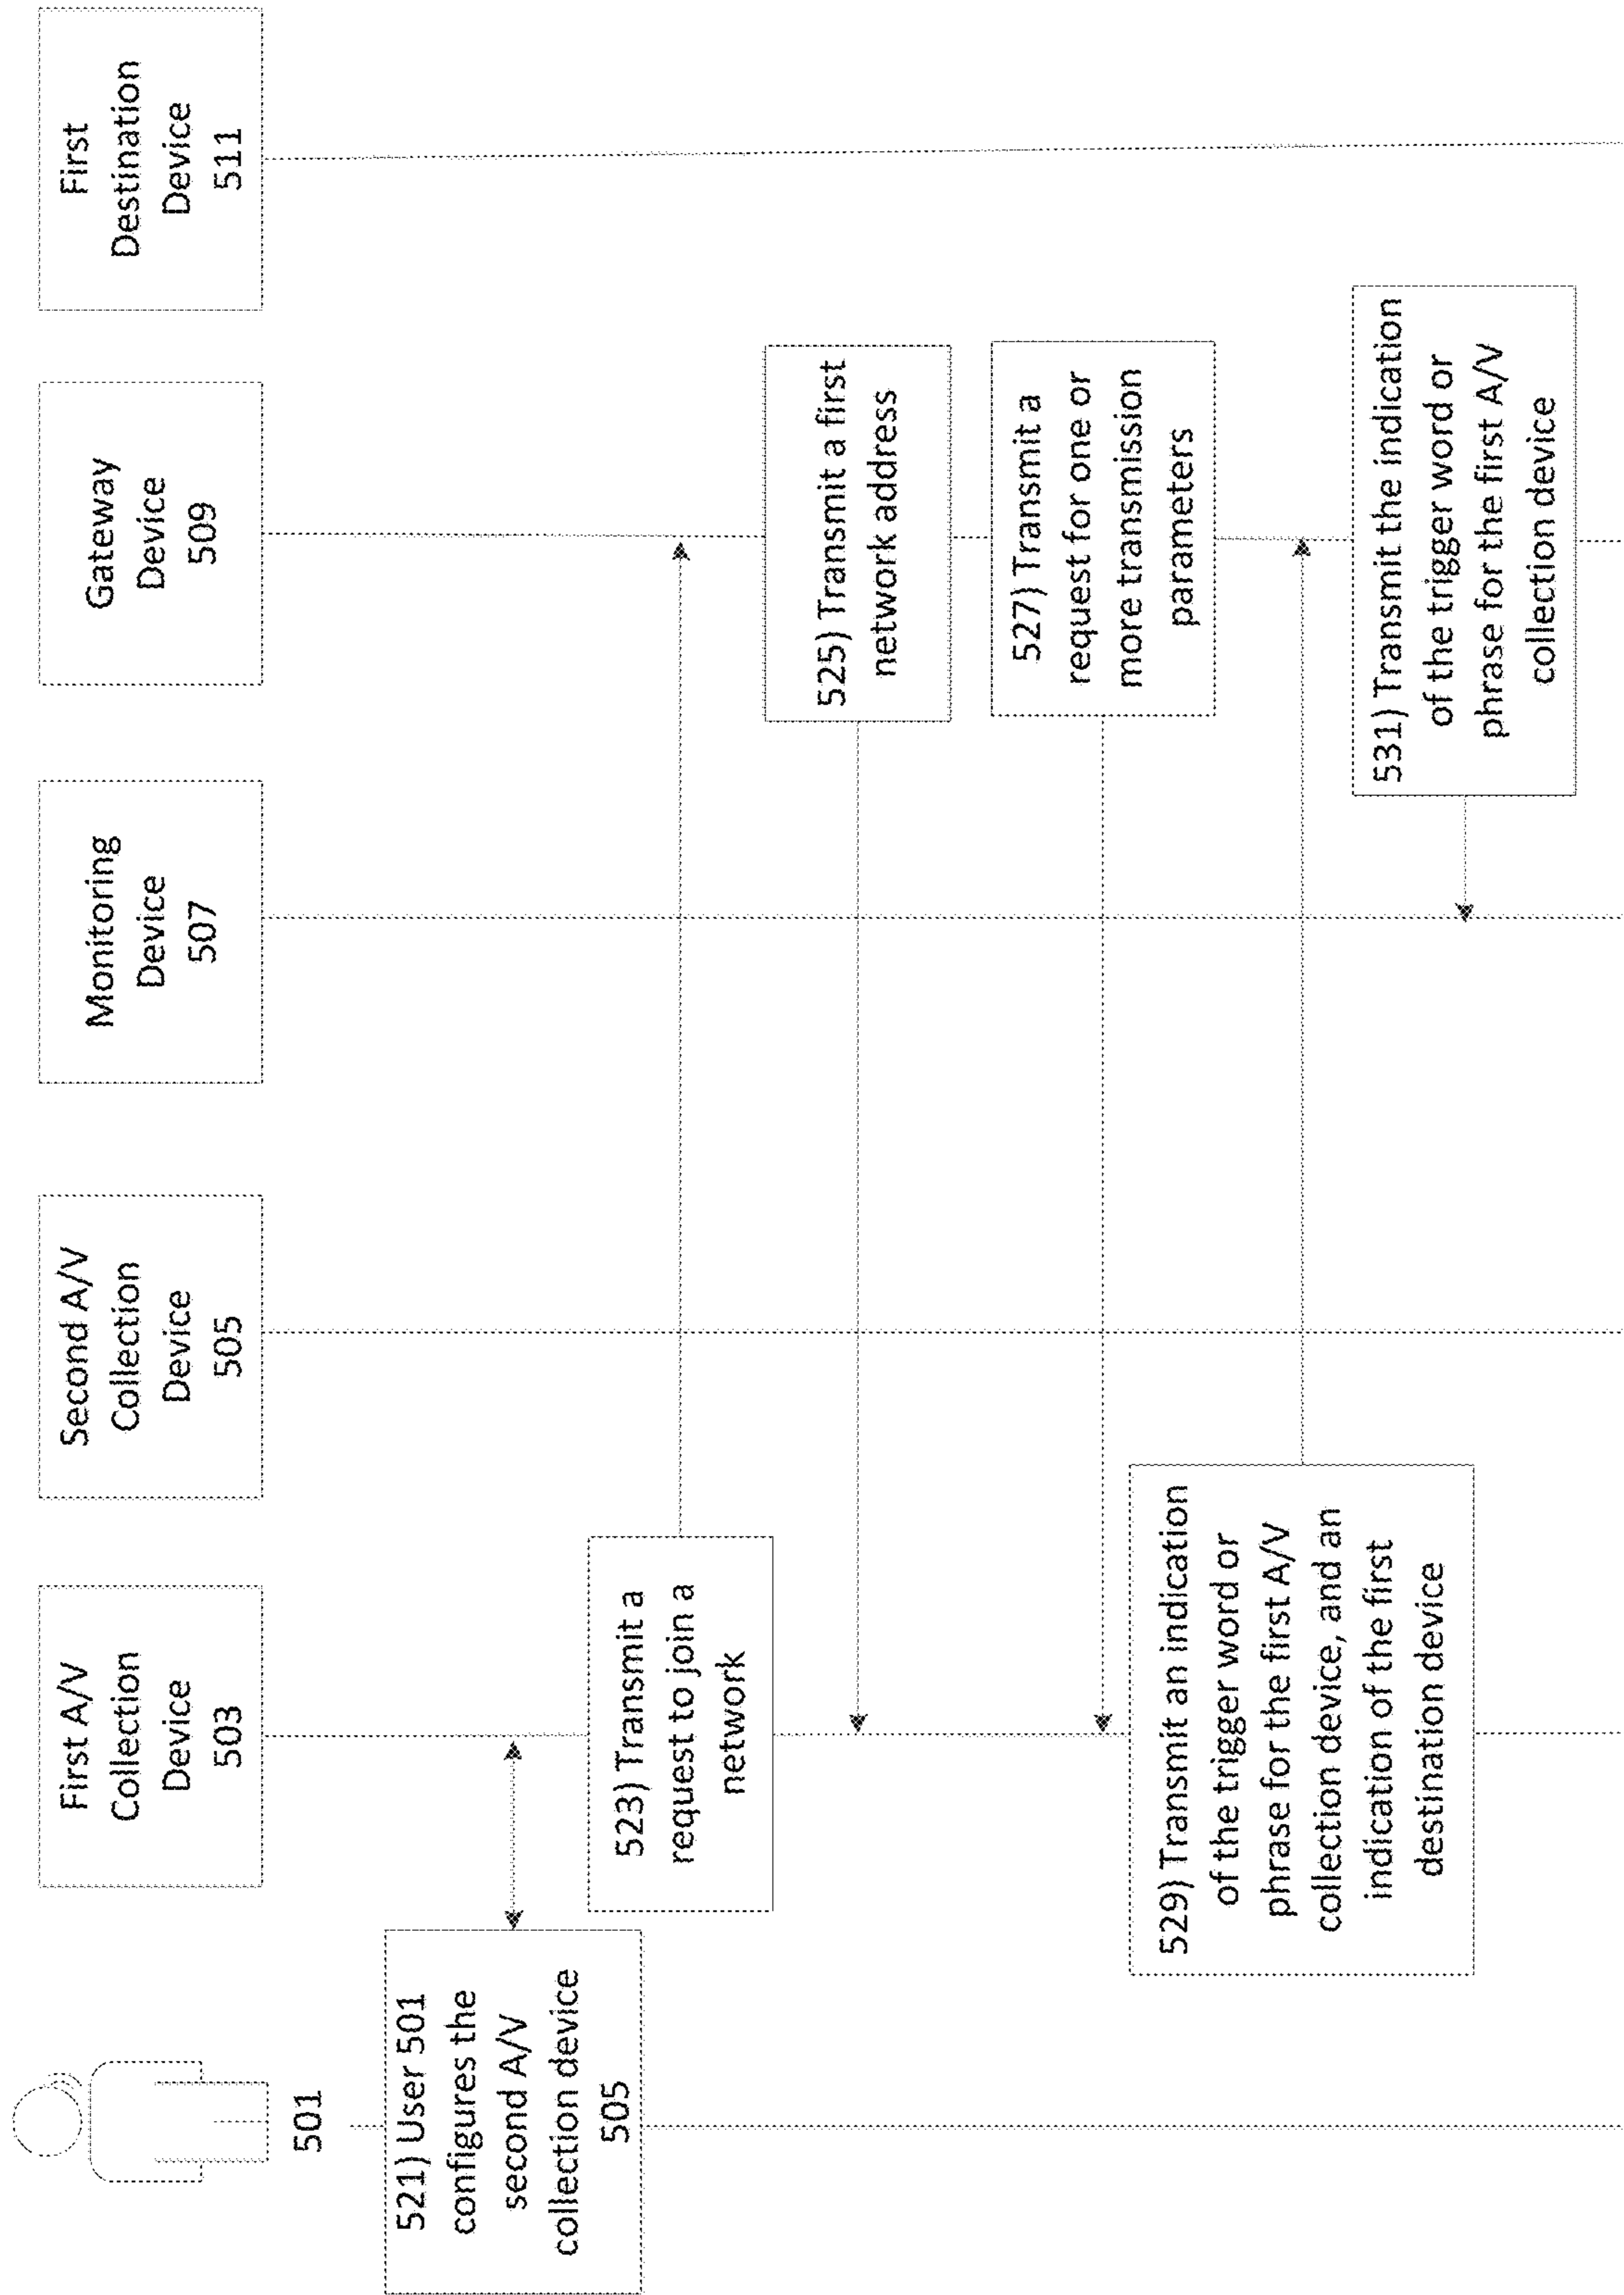 501
First A/V
Collection
Device
503
Second A/V
Collection
Device
505
Monitoring
Device
507
Gateway
Device
509
First
Destination
Device
511
521) User 501
configures the
second A/V
collection device
505
523) Transmit a
request to join a
network
525) Transmit a first
network address
527) Transmit a
request for one or
more transmission
parameters
529) Transmit an indication
of the trigger word or
phrase for the first A/V
collection device, and an
indication of the first
destination device
531) Transmit the indication
of the trigger word or
phrase for the first A/V
collection device